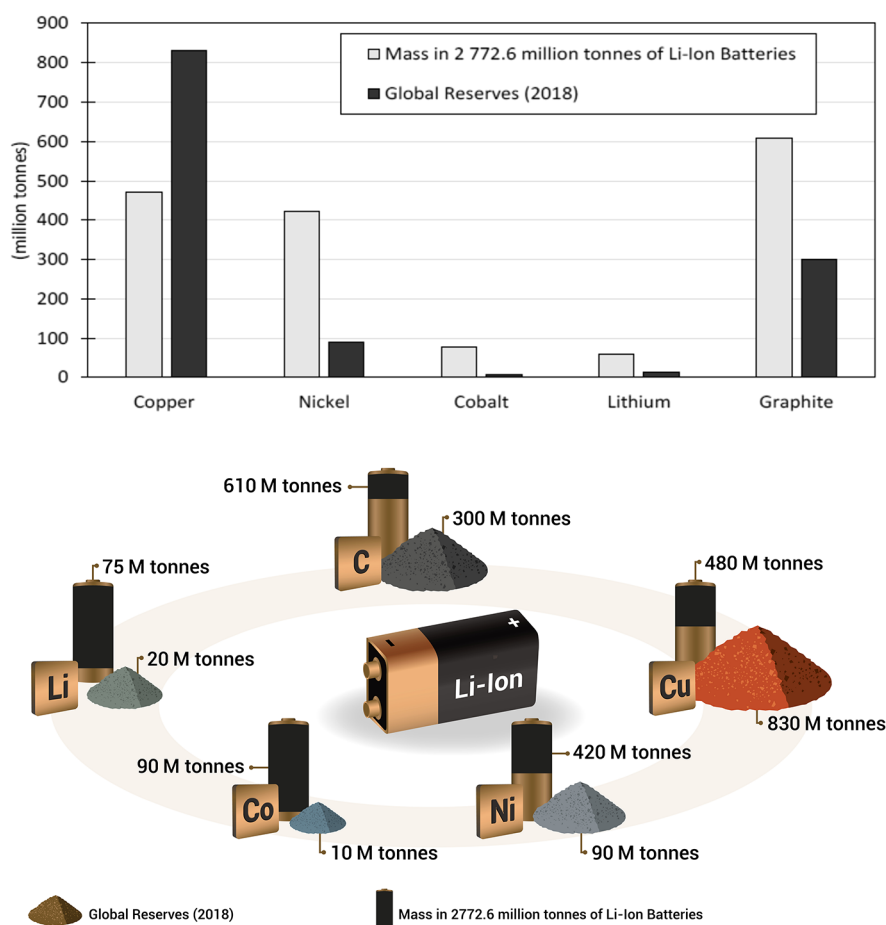 900
800
700
600
500
400
300
200
100
0
(million tonnes)
Mass in 2 772.6 million tonnes of Li-Ion Batteries
Global Reserves (2018)
Copper Nickel Cobalt Lithium Graphite
610 M tonnes
300 M tonnes
C
75 M tonnes
20 M tonnes
Li
480 M tonnes
Cu
830 M tonnes
- +
Li-Ion
90 M tonnes
Co
10 M tonnes
420 M tonnes
Ni
90 M tonnes
Global Reserves (2018)
Mass in 2772.6 million tonnes of Li-Ion Batteries